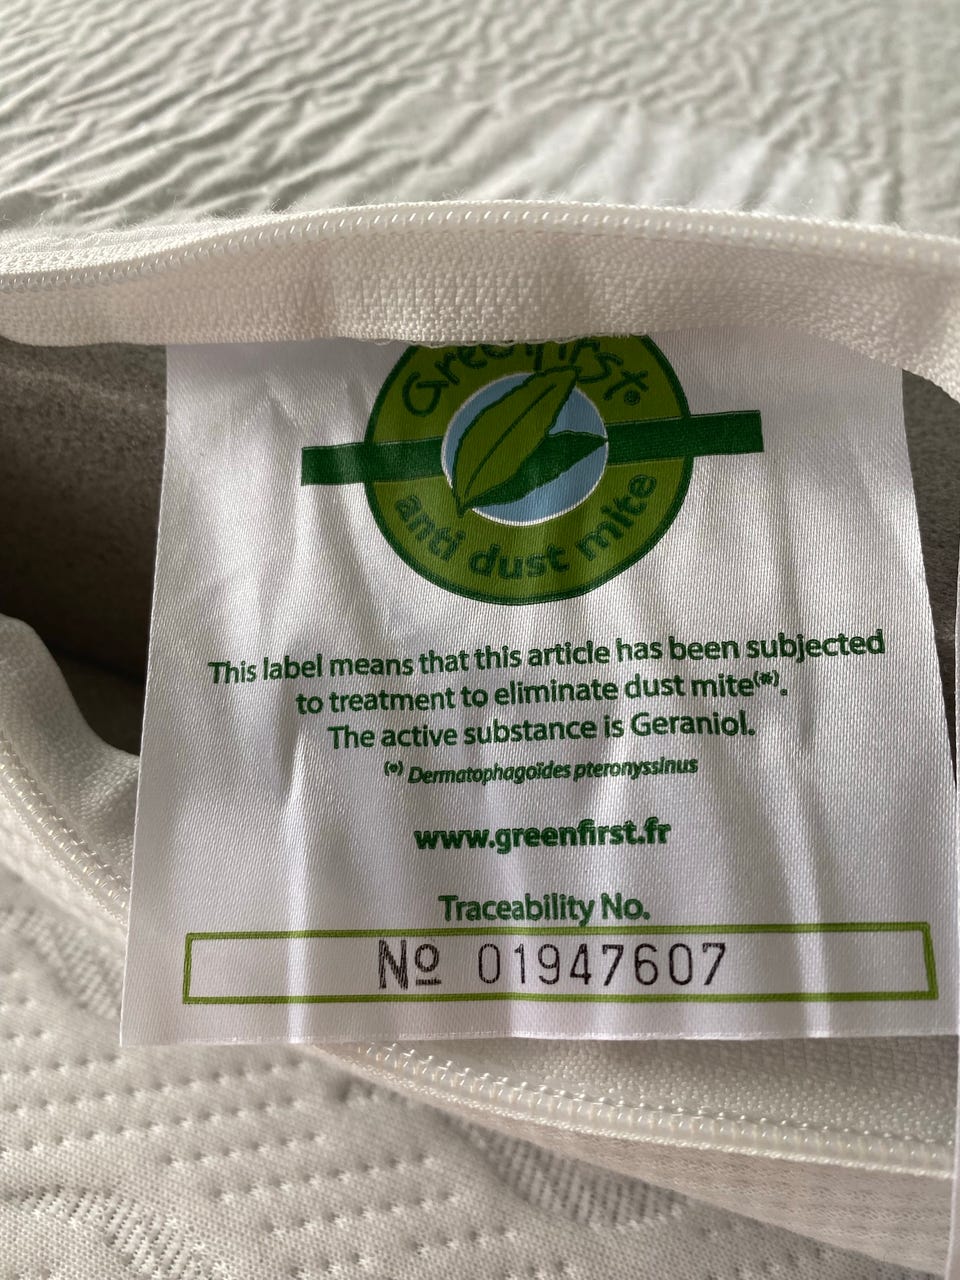 Greenfirst®
anti dust mite
This label means that this article has been subjected
to treatment to eliminate dust mite(*).
The active substance is Geraniol.
(*) Dermatophagoïdes pteronyssinus
www.greenfirst.fr
Traceability No.
Nº 01947607